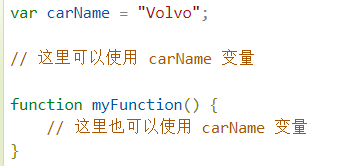 var carName = "Volvo";
// 这里可以使用 carName 变量
function myFunction() {
    // 这里也可以使用 carName 变量
}